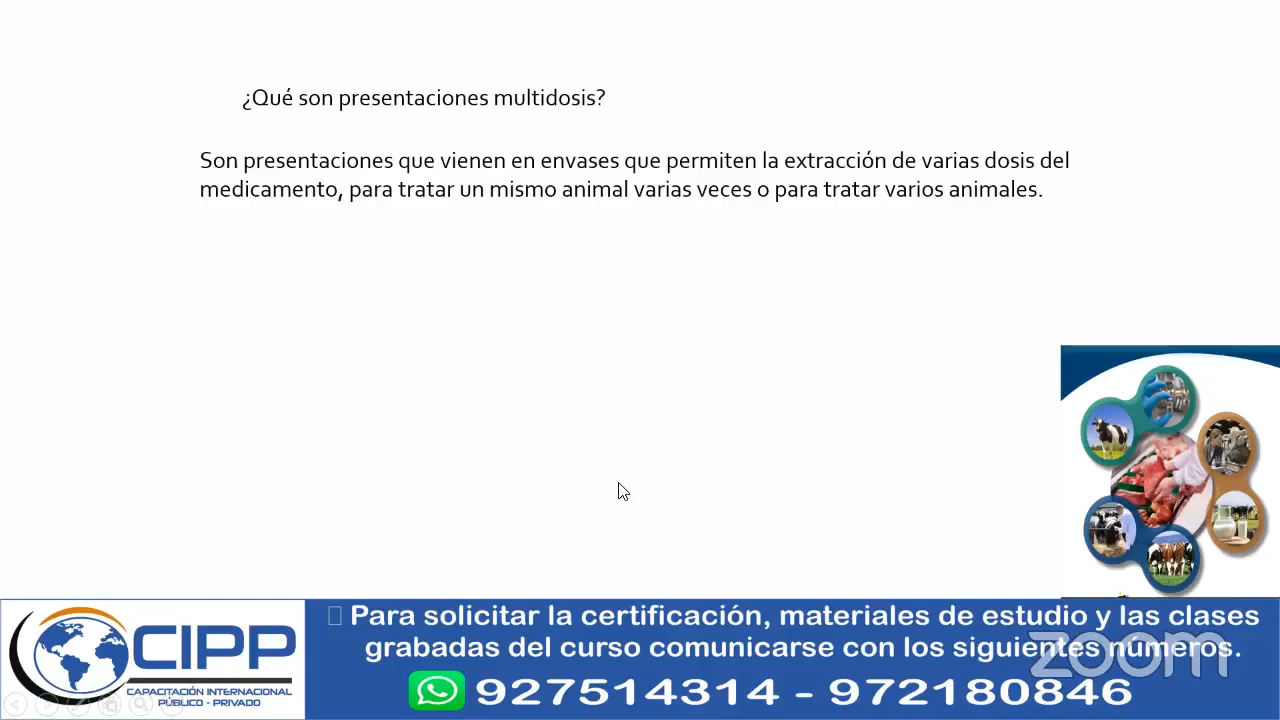 ¿Qué son presentaciones multidosis?
Son presentaciones que vienen en envases que permiten la extracción de varias dosis del
medicamento, para tratar un mismo animal varias veces o para tratar varios animales.
Para solicitar la certificación, materiales de estudio y las clases
grabadas del curso comunicarse con los siguientes números.
zoom
CIPP
CAPACITACIÓN INTERNACIONAL
PÚBLICO - PRIVADO
927514314 - 972180846